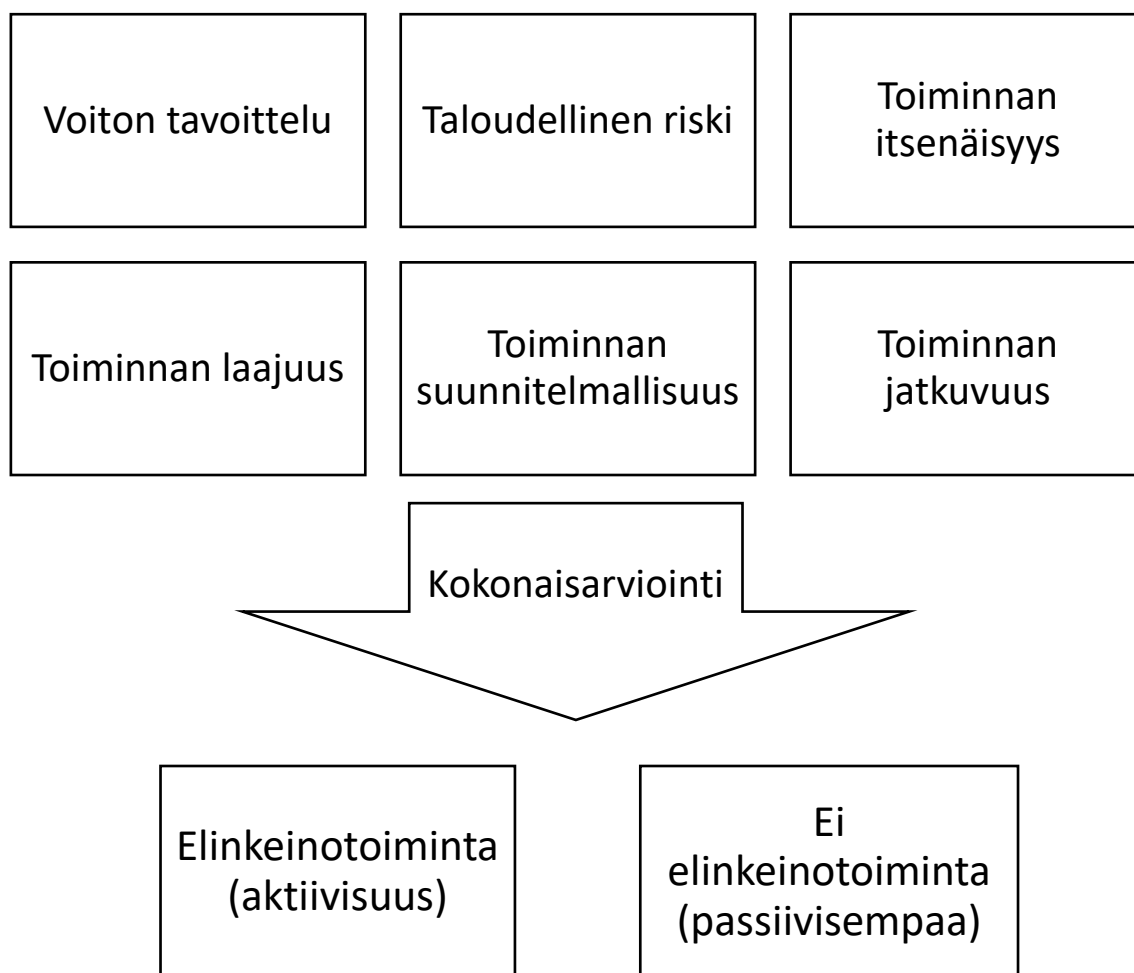 Voiton tavoittelu
Taloudellinen riski
Toiminnan
itsenäisyys
Toiminnan laajuus
Toiminnan
suunnitelmallisuus
Toiminnan
jatkuvuus
Kokonaisarviointi
Elinkeinotoiminta
(aktiivisuus)
Ei
elinkeinotoiminta
(passiivisempaa)